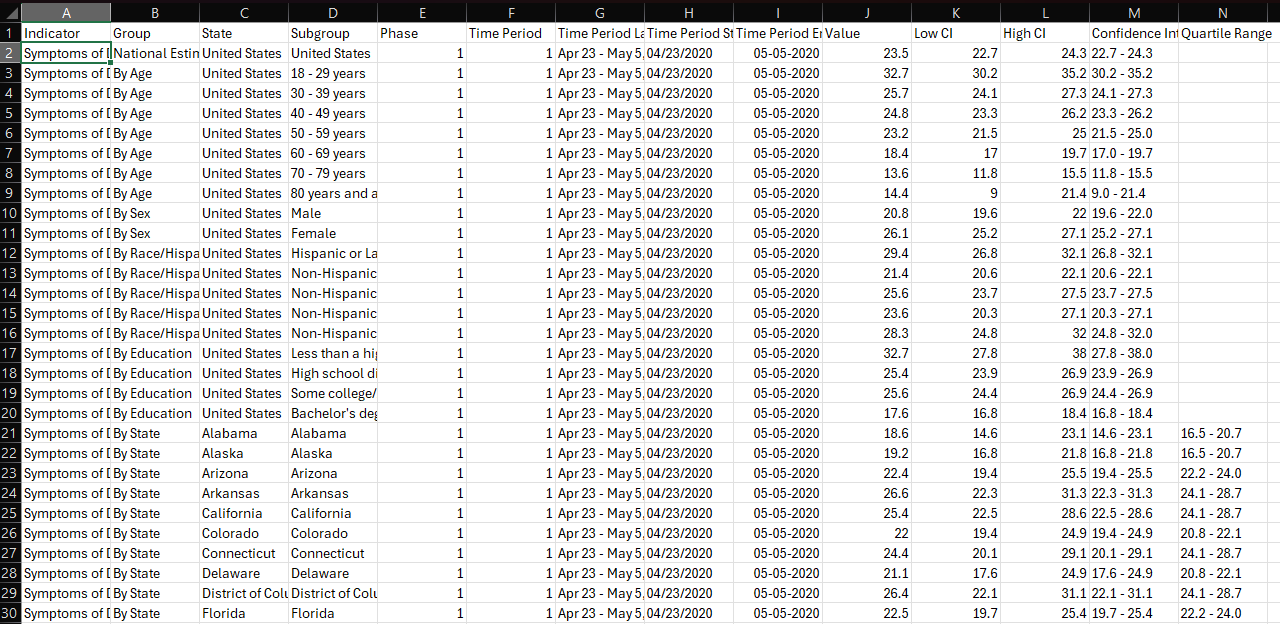 A B C D E F G H I J K L M N
1 Indicator Group State Subgroup Phase Time Period Time Period La Time Period St Time Period En Value Low CI High CI Confidence Int Quartile Range
2 Symptoms of D National Estin United States United States 1 1 Apr 23 - May 5, 04/23/2020 05-05-2020 23.5 22.7 24.3 22.7 - 24.3
3 Symptoms of D By Age United States 18 - 29 years 1 1 Apr 23 - May 5, 04/23/2020 05-05-2020 32.7 30.2 35.2 30.2 - 35.2
4 Symptoms of D By Age United States 30 - 39 years 1 1 Apr 23 - May 5, 04/23/2020 05-05-2020 25.7 24.1 27.3 24.1 - 27.3
5 Symptoms of D By Age United States 40 - 49 years 1 1 Apr 23 - May 5, 04/23/2020 05-05-2020 24.8 23.3 26.2 23.3 - 26.2
6 Symptoms of D By Age United States 50 - 59 years 1 1 Apr 23 - May 5, 04/23/2020 05-05-2020 23.2 21.5 25 21.5 - 25.0
7 Symptoms of D By Age United States 60 - 69 years 1 1 Apr 23 - May 5, 04/23/2020 05-05-2020 18.4 17 19.7 17.0 - 19.7
8 Symptoms of D By Age United States 70 - 79 years 1 1 Apr 23 - May 5, 04/23/2020 05-05-2020 13.6 11.8 15.5 11.8 - 15.5
9 Symptoms of D By Age United States 80 years and a 1 1 Apr 23 - May 5, 04/23/2020 05-05-2020 14.4 9 21.4 9.0 - 21.4
10 Symptoms of D By Sex United States Male 1 1 Apr 23 - May 5, 04/23/2020 05-05-2020 20.8 19.6 22 19.6 - 22.0
11 Symptoms of D By Sex United States Female 1 1 Apr 23 - May 5, 04/23/2020 05-05-2020 26.1 25.2 27.1 25.2 - 27.1
12 Symptoms of D By Race/Hispa United States Hispanic or La 1 1 Apr 23 - May 5, 04/23/2020 05-05-2020 29.4 26.8 32.1 26.8 - 32.1
13 Symptoms of D By Race/Hispa United States Non-Hispanic 1 1 Apr 23 - May 5, 04/23/2020 05-05-2020 21.4 20.6 22.1 20.6 - 22.1
14 Symptoms of D By Race/Hispa United States Non-Hispanic 1 1 Apr 23 - May 5, 04/23/2020 05-05-2020 25.6 23.7 27.5 23.7 - 27.5
15 Symptoms of D By Race/Hispa United States Non-Hispanic 1 1 Apr 23 - May 5, 04/23/2020 05-05-2020 23.6 20.3 27.1 20.3 - 27.1
16 Symptoms of D By Race/Hispa United States Non-Hispanic 1 1 Apr 23 - May 5, 04/23/2020 05-05-2020 28.3 24.8 32 24.8 - 32.0
17 Symptoms of D By Education United States Less than a hig 1 1 Apr 23 - May 5, 04/23/2020 05-05-2020 32.7 27.8 38 27.8 - 38.0
18 Symptoms of D By Education United States High school di 1 1 Apr 23 - May 5, 04/23/2020 05-05-2020 25.4 23.9 26.9 23.9 - 26.9
19 Symptoms of D By Education United States Some college/ 1 1 Apr 23 - May 5, 04/23/2020 05-05-2020 25.6 24.4 26.9 24.4 - 26.9
20 Symptoms of D By Education United States Bachelor's deg 1 1 Apr 23 - May 5, 04/23/2020 05-05-2020 17.6 16.8 18.4 16.8 - 18.4
21 Symptoms of D By State Alabama Alabama 1 1 Apr 23 - May 5, 04/23/2020 05-05-2020 18.6 14.6 23.1 14.6 - 23.1 16.5 - 20.7
22 Symptoms of D By State Alaska Alaska 1 1 Apr 23 - May 5, 04/23/2020 05-05-2020 19.2 16.8 21.8 16.8 - 21.8 16.5 - 20.7
23 Symptoms of D By State Arizona Arizona 1 1 Apr 23 - May 5, 04/23/2020 05-05-2020 22.4 19.4 25.5 19.4 - 25.5 22.2 - 24.0
24 Symptoms of D By State Arkansas Arkansas 1 1 Apr 23 - May 5, 04/23/2020 05-05-2020 26.6 22.3 31.3 22.3 - 31.3 24.1 - 28.7
25 Symptoms of D By State California California 1 1 Apr 23 - May 5, 04/23/2020 05-05-2020 25.4 22.5 28.6 22.5 - 28.6 24.1 - 28.7
26 Symptoms of D By State Colorado Colorado 1 1 Apr 23 - May 5, 04/23/2020 05-05-2020 22 19.4 24.9 19.4 - 24.9 20.8 - 22.1
27 Symptoms of D By State Connecticut Connecticut 1 1 Apr 23 - May 5, 04/23/2020 05-05-2020 24.4 20.1 29.1 20.1 - 29.1 24.1 - 28.7
28 Symptoms of D By State Delaware Delaware 1 1 Apr 23 - May 5, 04/23/2020 05-05-2020 21.1 17.6 24.9 17.6 - 24.9 20.8 - 22.1
29 Symptoms of D By State District of Colu District of Colu 1 1 Apr 23 - May 5, 04/23/2020 05-05-2020 26.4 22.1 31.1 22.1 - 31.1 24.1 - 28.7
30 Symptoms of D By State Florida Florida 1 1 Apr 23 - May 5, 04/23/2020 05-05-2020 22.5 19.7 25.4 19.7 - 25.4 22.2 - 24.0